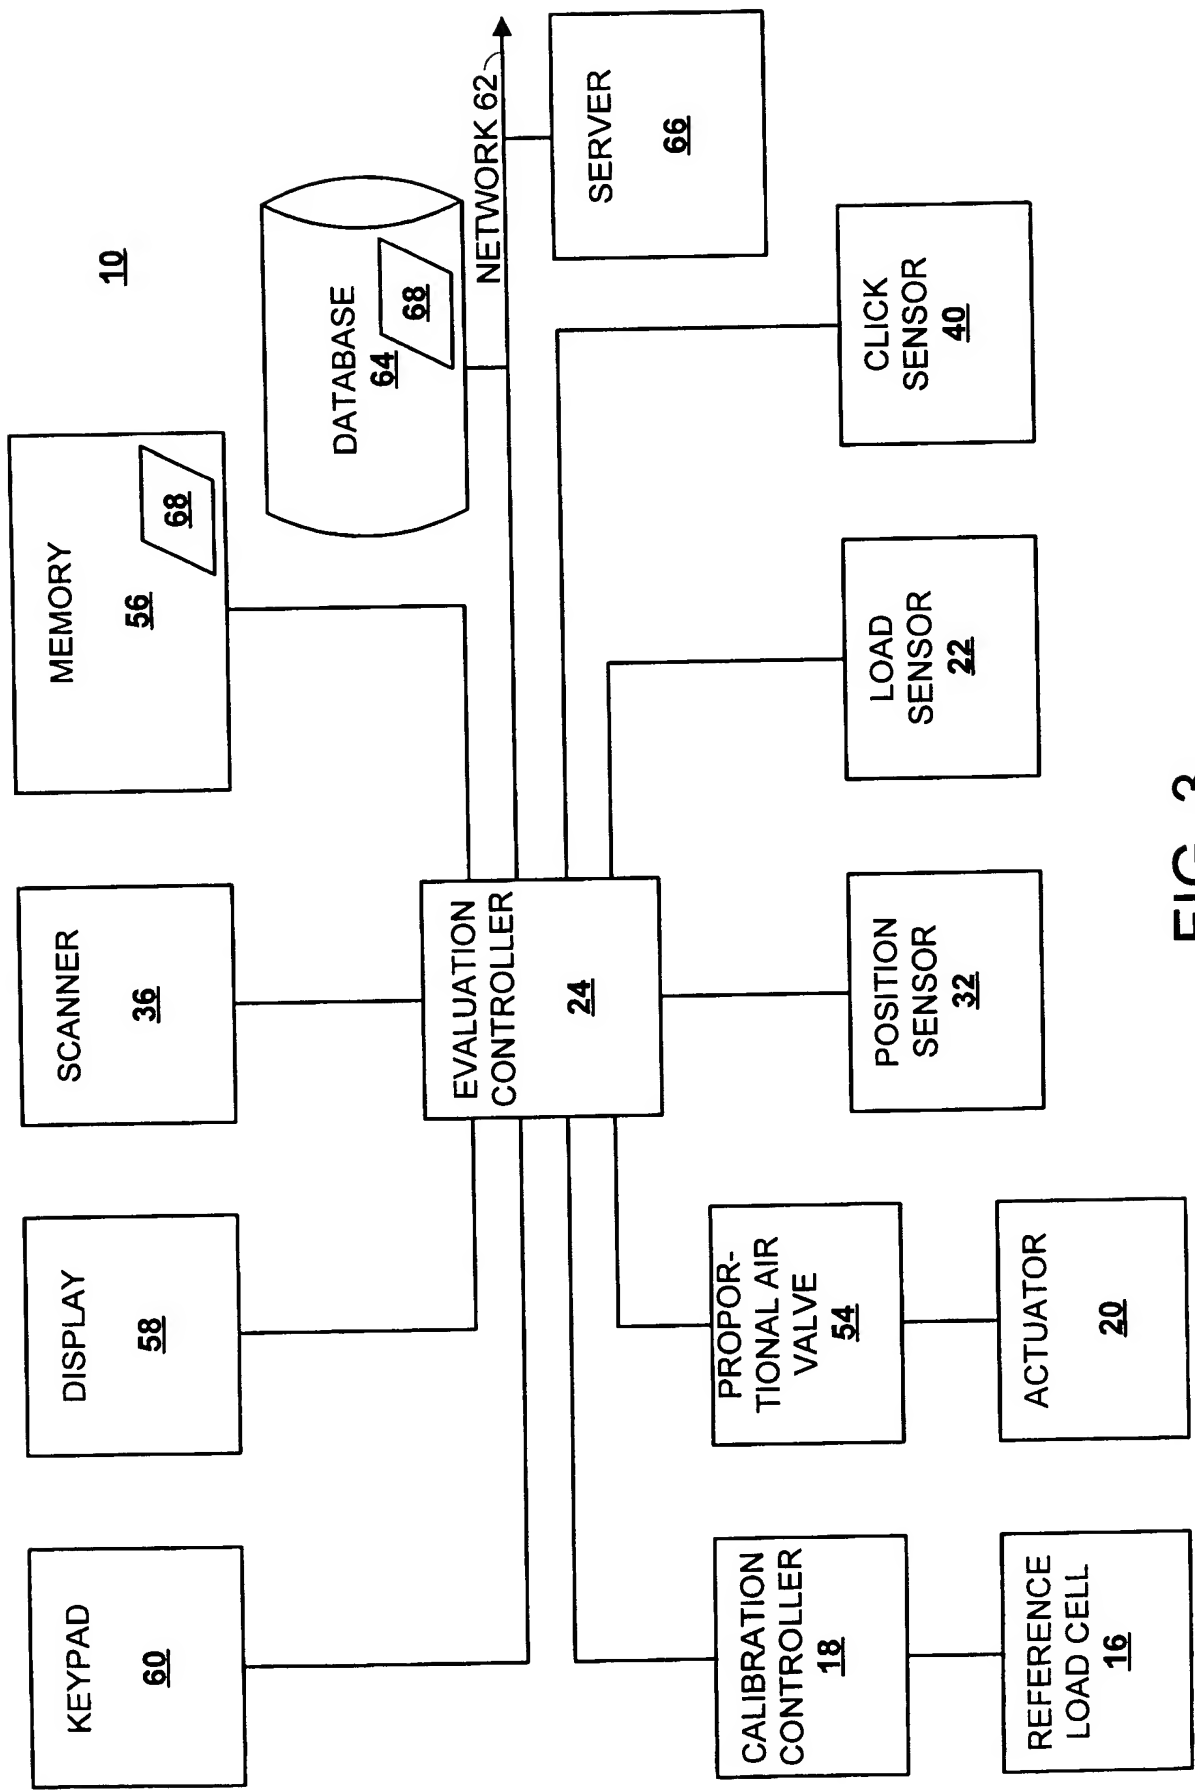 10
KEYPAD
60
DISPLAY
58
SCANNER
36
MEMORY
56
68
DATABASE
64
68
NETWORK 62
SERVER
66
EVALUATION
CONTROLLER
24
CALIBRATION
CONTROLLER
18
REFERENCE
LOAD CELL
16
PROPOR-
TIONAL AIR
VALVE
54
ACTUATOR
20
POSITION
SENSOR
32
LOAD
SENSOR
22
CLICK
SENSOR
40
FIG. 3